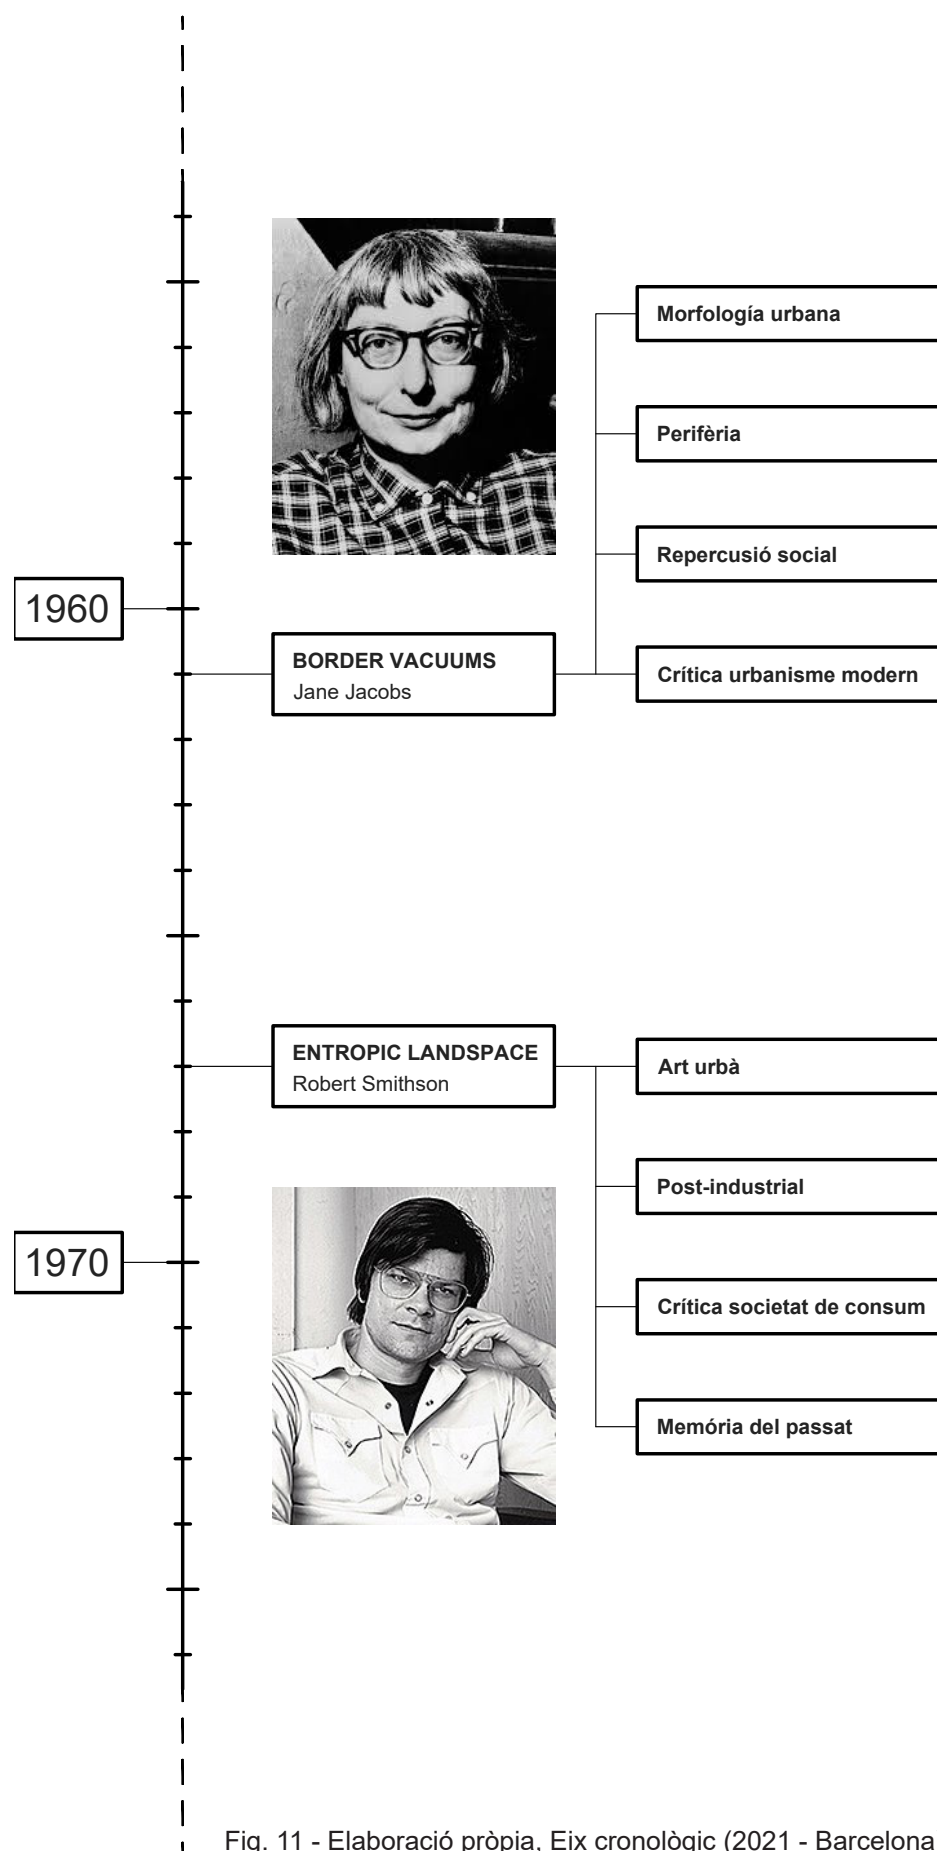 Morfología urbana
Perifèria
Repercusió social
1960
BORDER VACUUMS
Jane Jacobs
Crítica urbanisme modern
ENTROPIC LANDSPACE
Robert Smithson
Art urbà
Post-industrial
1970
Crítica societat de consum
Memória del passat
Fig. 11 - Elaboració pròpia, Eix cronològic (2021 - Barcelona